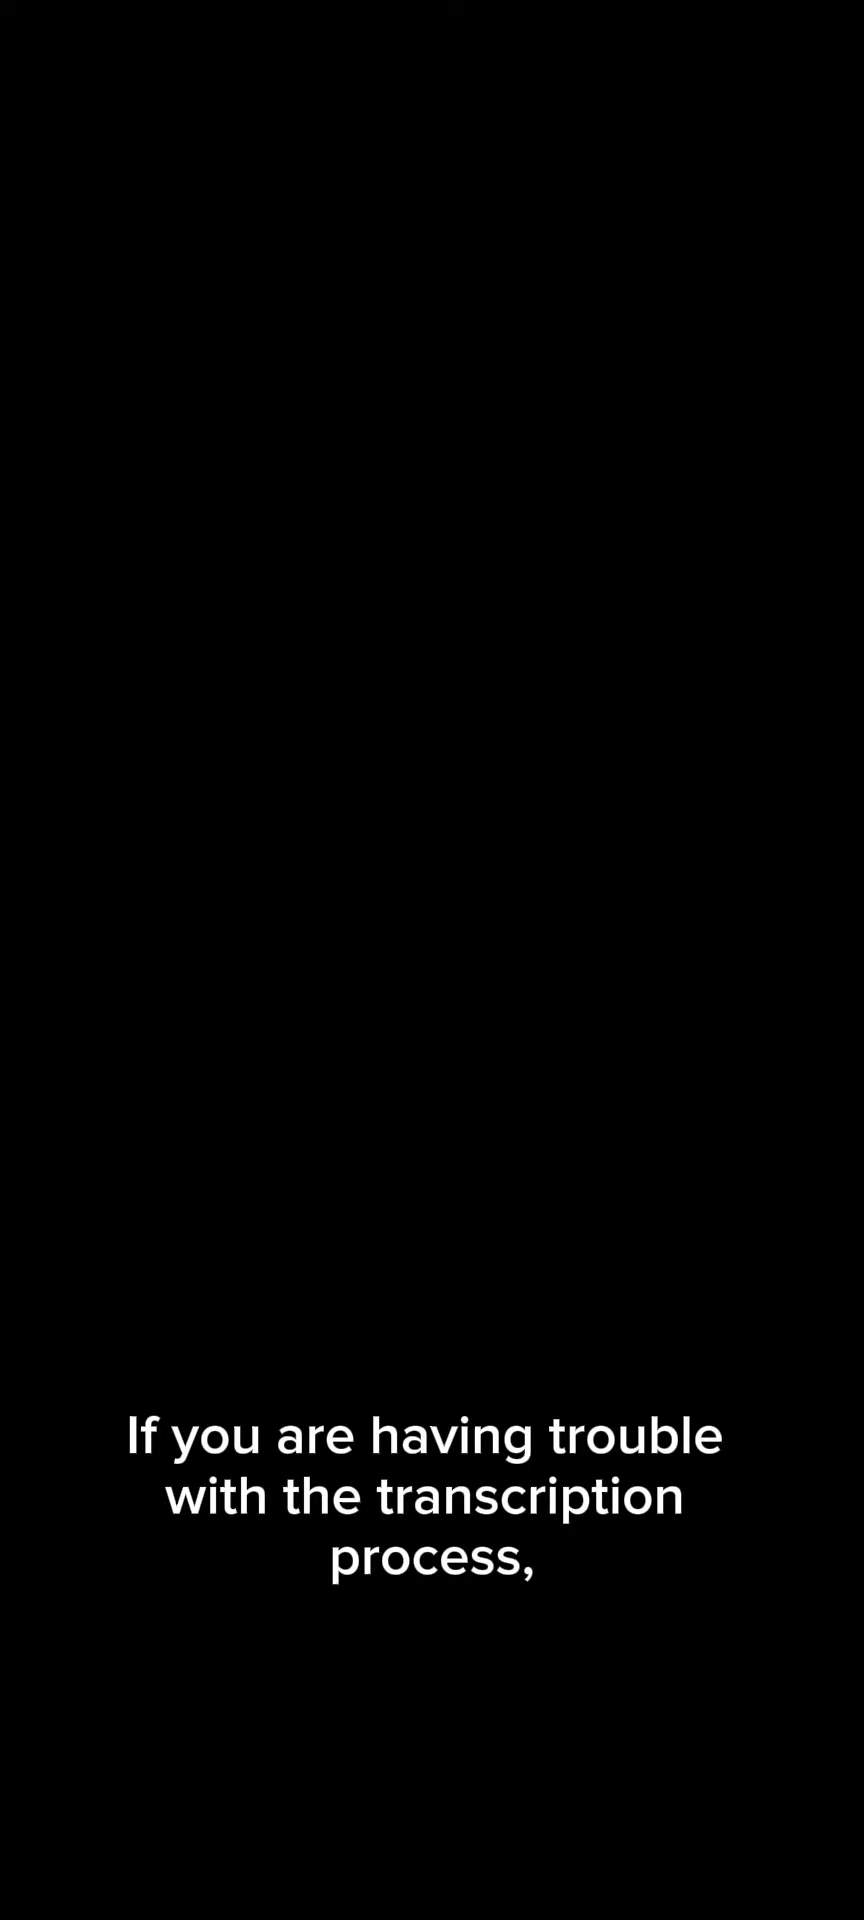 If you are having trouble
with the transcription
process,